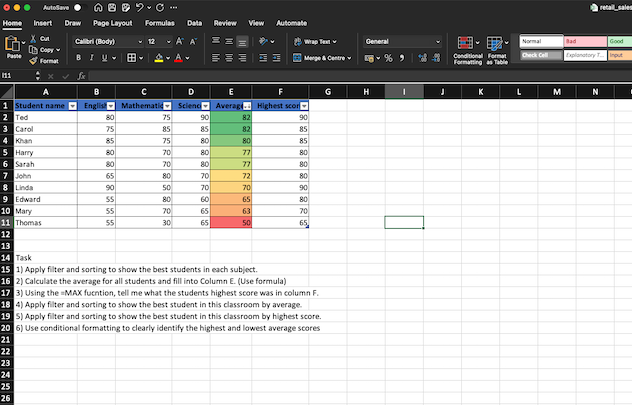 AutoSave
retail_sales
Home Insert Draw Page Layout Formulas Data Review View Automate
Paste Cut Copy Format
Calibri (Body) 12 A A
B I U
Wrap Text
Merge & Centre
General
Conditional Formatting
Format as Table
Normal Bad Good
Check Cell Explanatory T... Input
I11 fx
A B C D E F G H I J K L M N
1 Student name English Mathematic Scienc Average Highest scor
2 Ted 80 75 90 82 90
3 Carol 75 85 85 82 85
4 Khan 85 75 80 80 85
5 Harry 80 70 80 77 80
6 Sarah 80 70 80 77 80
7 John 65 80 70 72 80
8 Linda 90 50 70 70 90
9 Edward 55 80 60 65 80
10 Mary 55 70 65 63 70
11 Thomas 55 30 65 50 65
12
13
14 Task
15 1) Apply filter and sorting to show the best students in each subject.
16 2) Calculate the average for all students and fill into Column E. (Use formula)
17 3) Using the =MAX fucntion, tell me what the students highest score was in column F.
18 4) Apply filter and sorting to show the best student in this classroom by average.
19 5) Apply filter and sorting to show the best student in this classroom by highest score.
20 6) Use conditional formatting to clearly identify the highest and lowest average scores
21
22
23
24
25
26